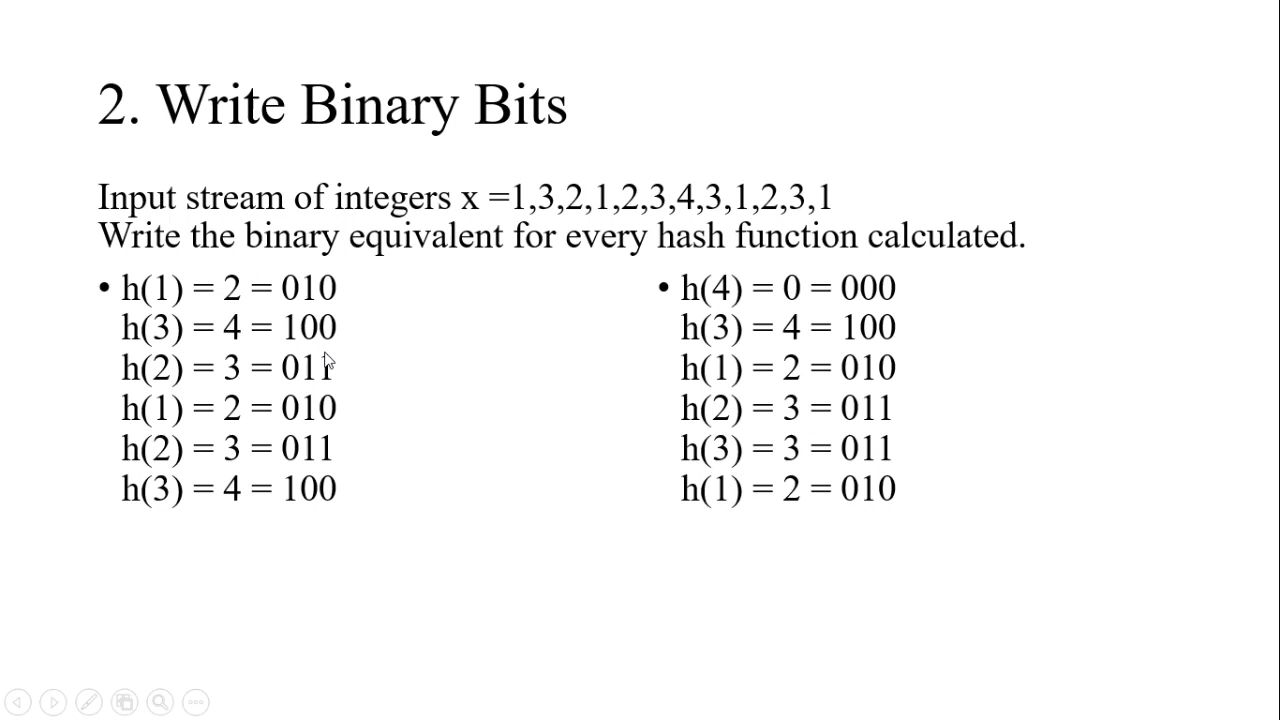 2. Write Binary Bits
Input stream of integers x =1,3,2,1,2,3,4,3,1,2,3,1
Write the binary equivalent for every hash function calculated.
• h(1) = 2 = 010
h(3) = 4 = 100
h(2) = 3 = 011
h(1) = 2 = 010
h(2) = 3 = 011
h(3) = 4 = 100
• h(4) = 0 = 000
h(3) = 4 = 100
h(1) = 2 = 010
h(2) = 3 = 011
h(3) = 3 = 011
h(1) = 2 = 010